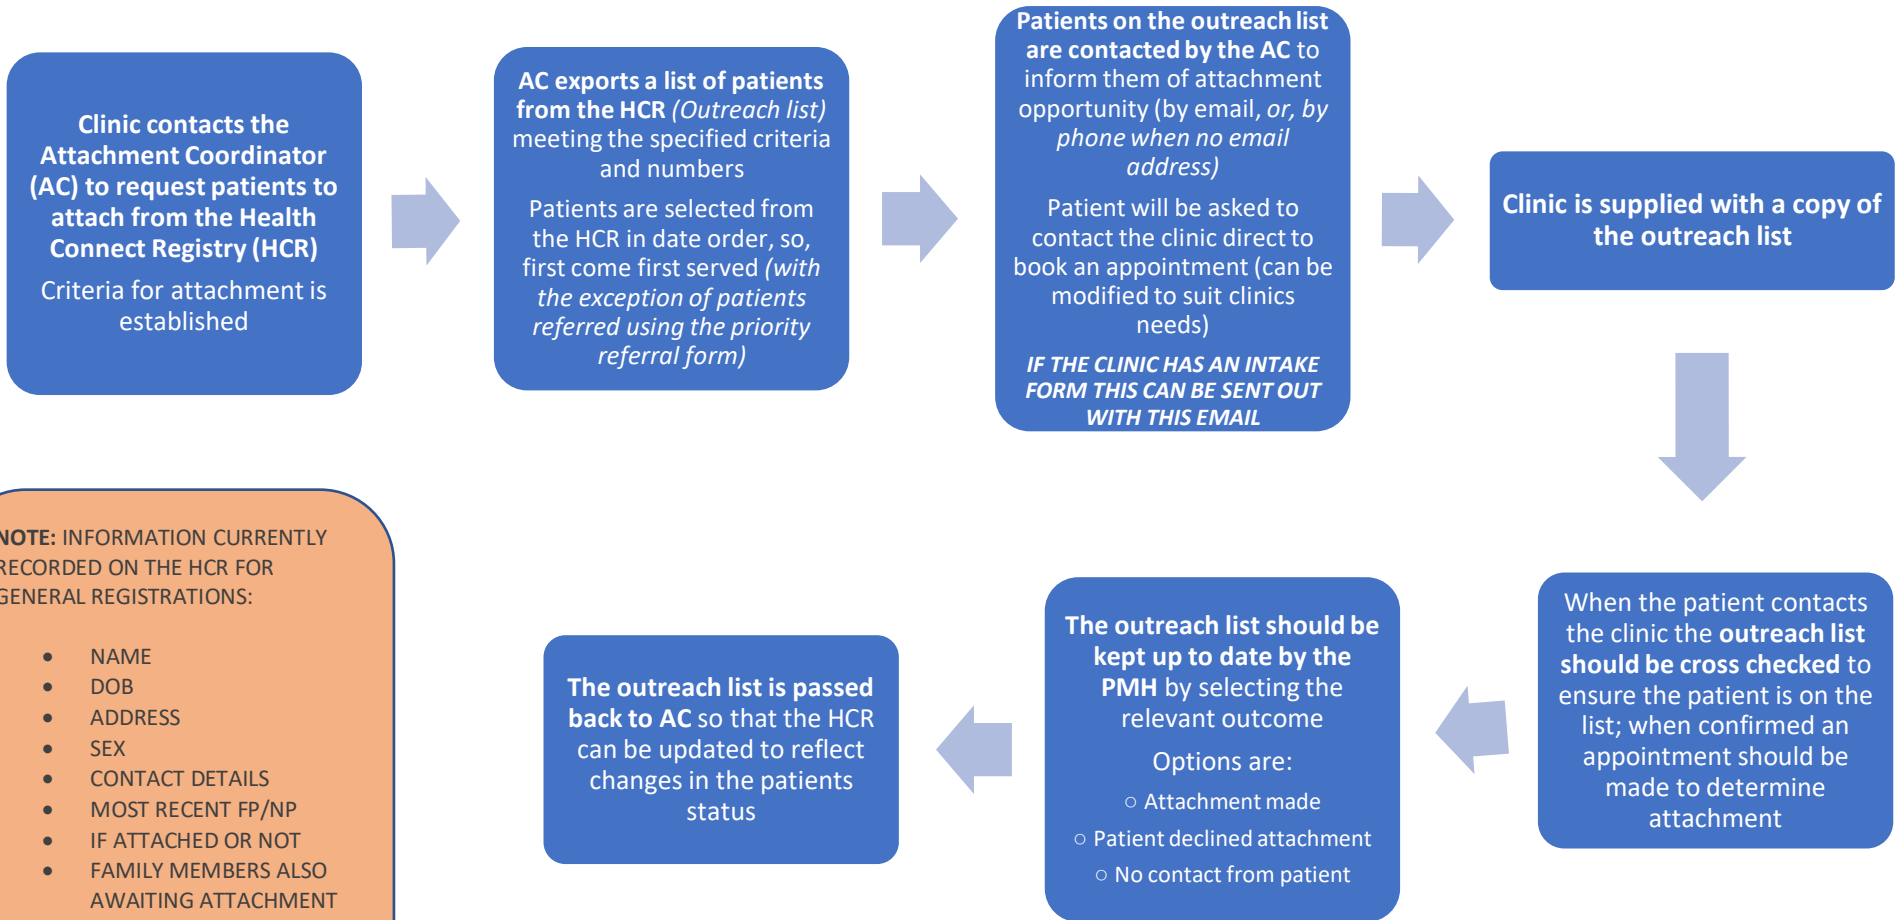 Clinic contacts the
Attachment Coordinator
(AC) to request patients to
attach from the Health
Connect Registry (HCR)
Criteria for attachment is
established
AC exports a list of patients
from the HCR (Outreach list)
meeting the specified criteria
and numbers
Patients are selected from
the HCR in date order, so,
first come first served (with
the exception of patients
referred using the priority
referral form)
Patients on the outreach list
are contacted by the AC to
inform them of attachment
opportunity (by email, or, by
phone when no email
address)
Patient will be asked to
contact the clinic direct to
book an appointment (can be
modified to suit clinics
needs)
IF THE CLINIC HAS AN INTAKE
FORM THIS CAN BE SENT OUT
WITH THIS EMAIL
Clinic is supplied with a copy of
the outreach list
When the patient contacts
the clinic the outreach list
should be cross checked to
ensure the patient is on the
list; when confirmed an
appointment should be
made to determine
attachment
The outreach list should be
kept up to date by the
PMH by selecting the
relevant outcome
Options are:
○ Attachment made
○ Patient declined attachment
○ No contact from patient
The outreach list is passed
back to AC so that the HCR
can be updated to reflect
changes in the patients
status
NOTE: INFORMATION CURRENTLY
RECORDED ON THE HCR FOR
GENERAL REGISTRATIONS:
• NAME
• DOB
• ADDRESS
• SEX
• CONTACT DETAILS
• MOST RECENT FP/NP
• IF ATTACHED OR NOT
• FAMILY MEMBERS ALSO
AWAITING ATTACHMENT